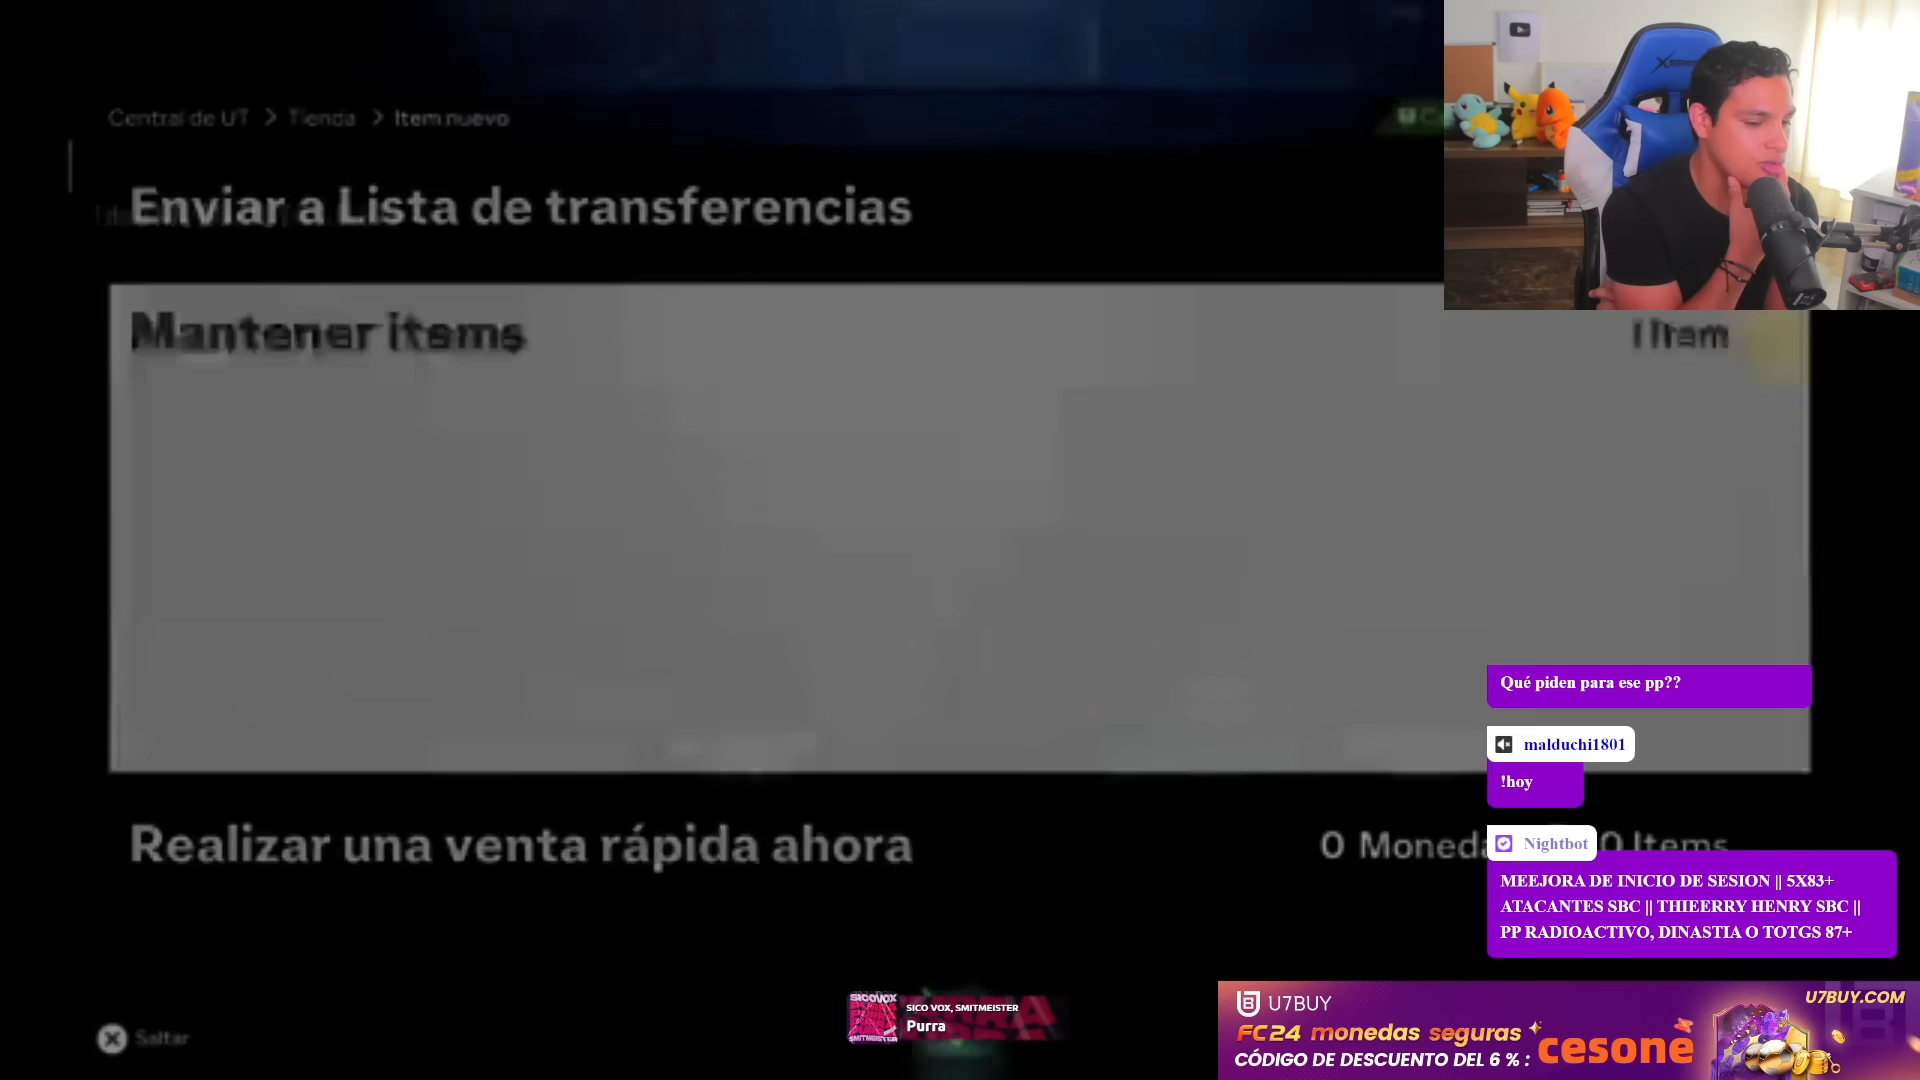 Central de UT > Tienda > Item nuevo
Enviar a Lista de transferencias
Mantener items
1 Item
Realizar una venta rápida ahora
0 Moneda
0 Items
Saltar
Qué piden para ese pp??
malduchi1801
!hoy
Nightbot
MEEJORA DE INICIO DE SESION || 5X83+
ATACANTES SBC || THIEERRY HENRY SBC ||
PP RADIOACTIVO, DINASTIA O TOTGS 87+
SICO VOX, SMITMEISTER
Purra
U7BUY
FC24 monedas seguras
CÓDIGO DE DESCUENTO DEL 6 % :
cesone
U7BUY.COM